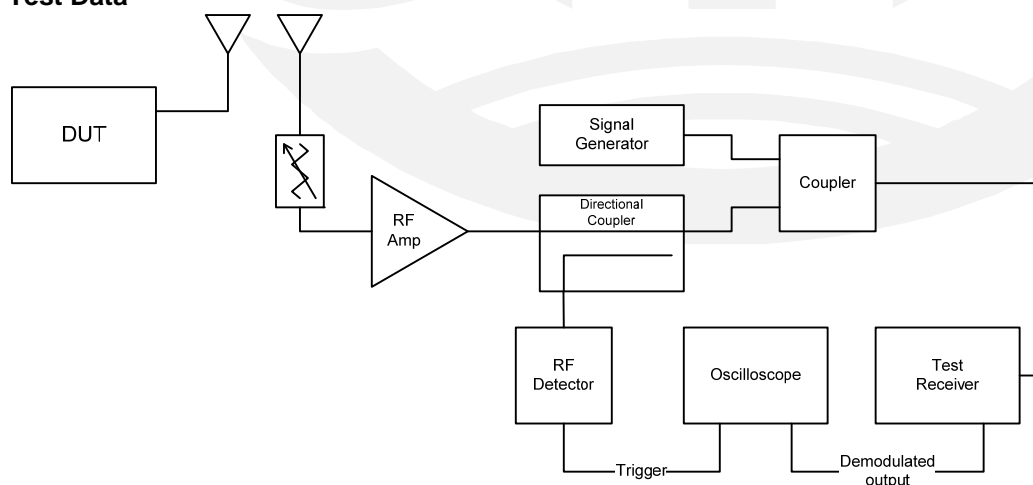 Test Data
DUT
Signal
Generator
Coupler
Directional
Coupler
RF
Amp
RF
Detector
Oscilloscope
Test
Receiver
Trigger
Demodulated
output